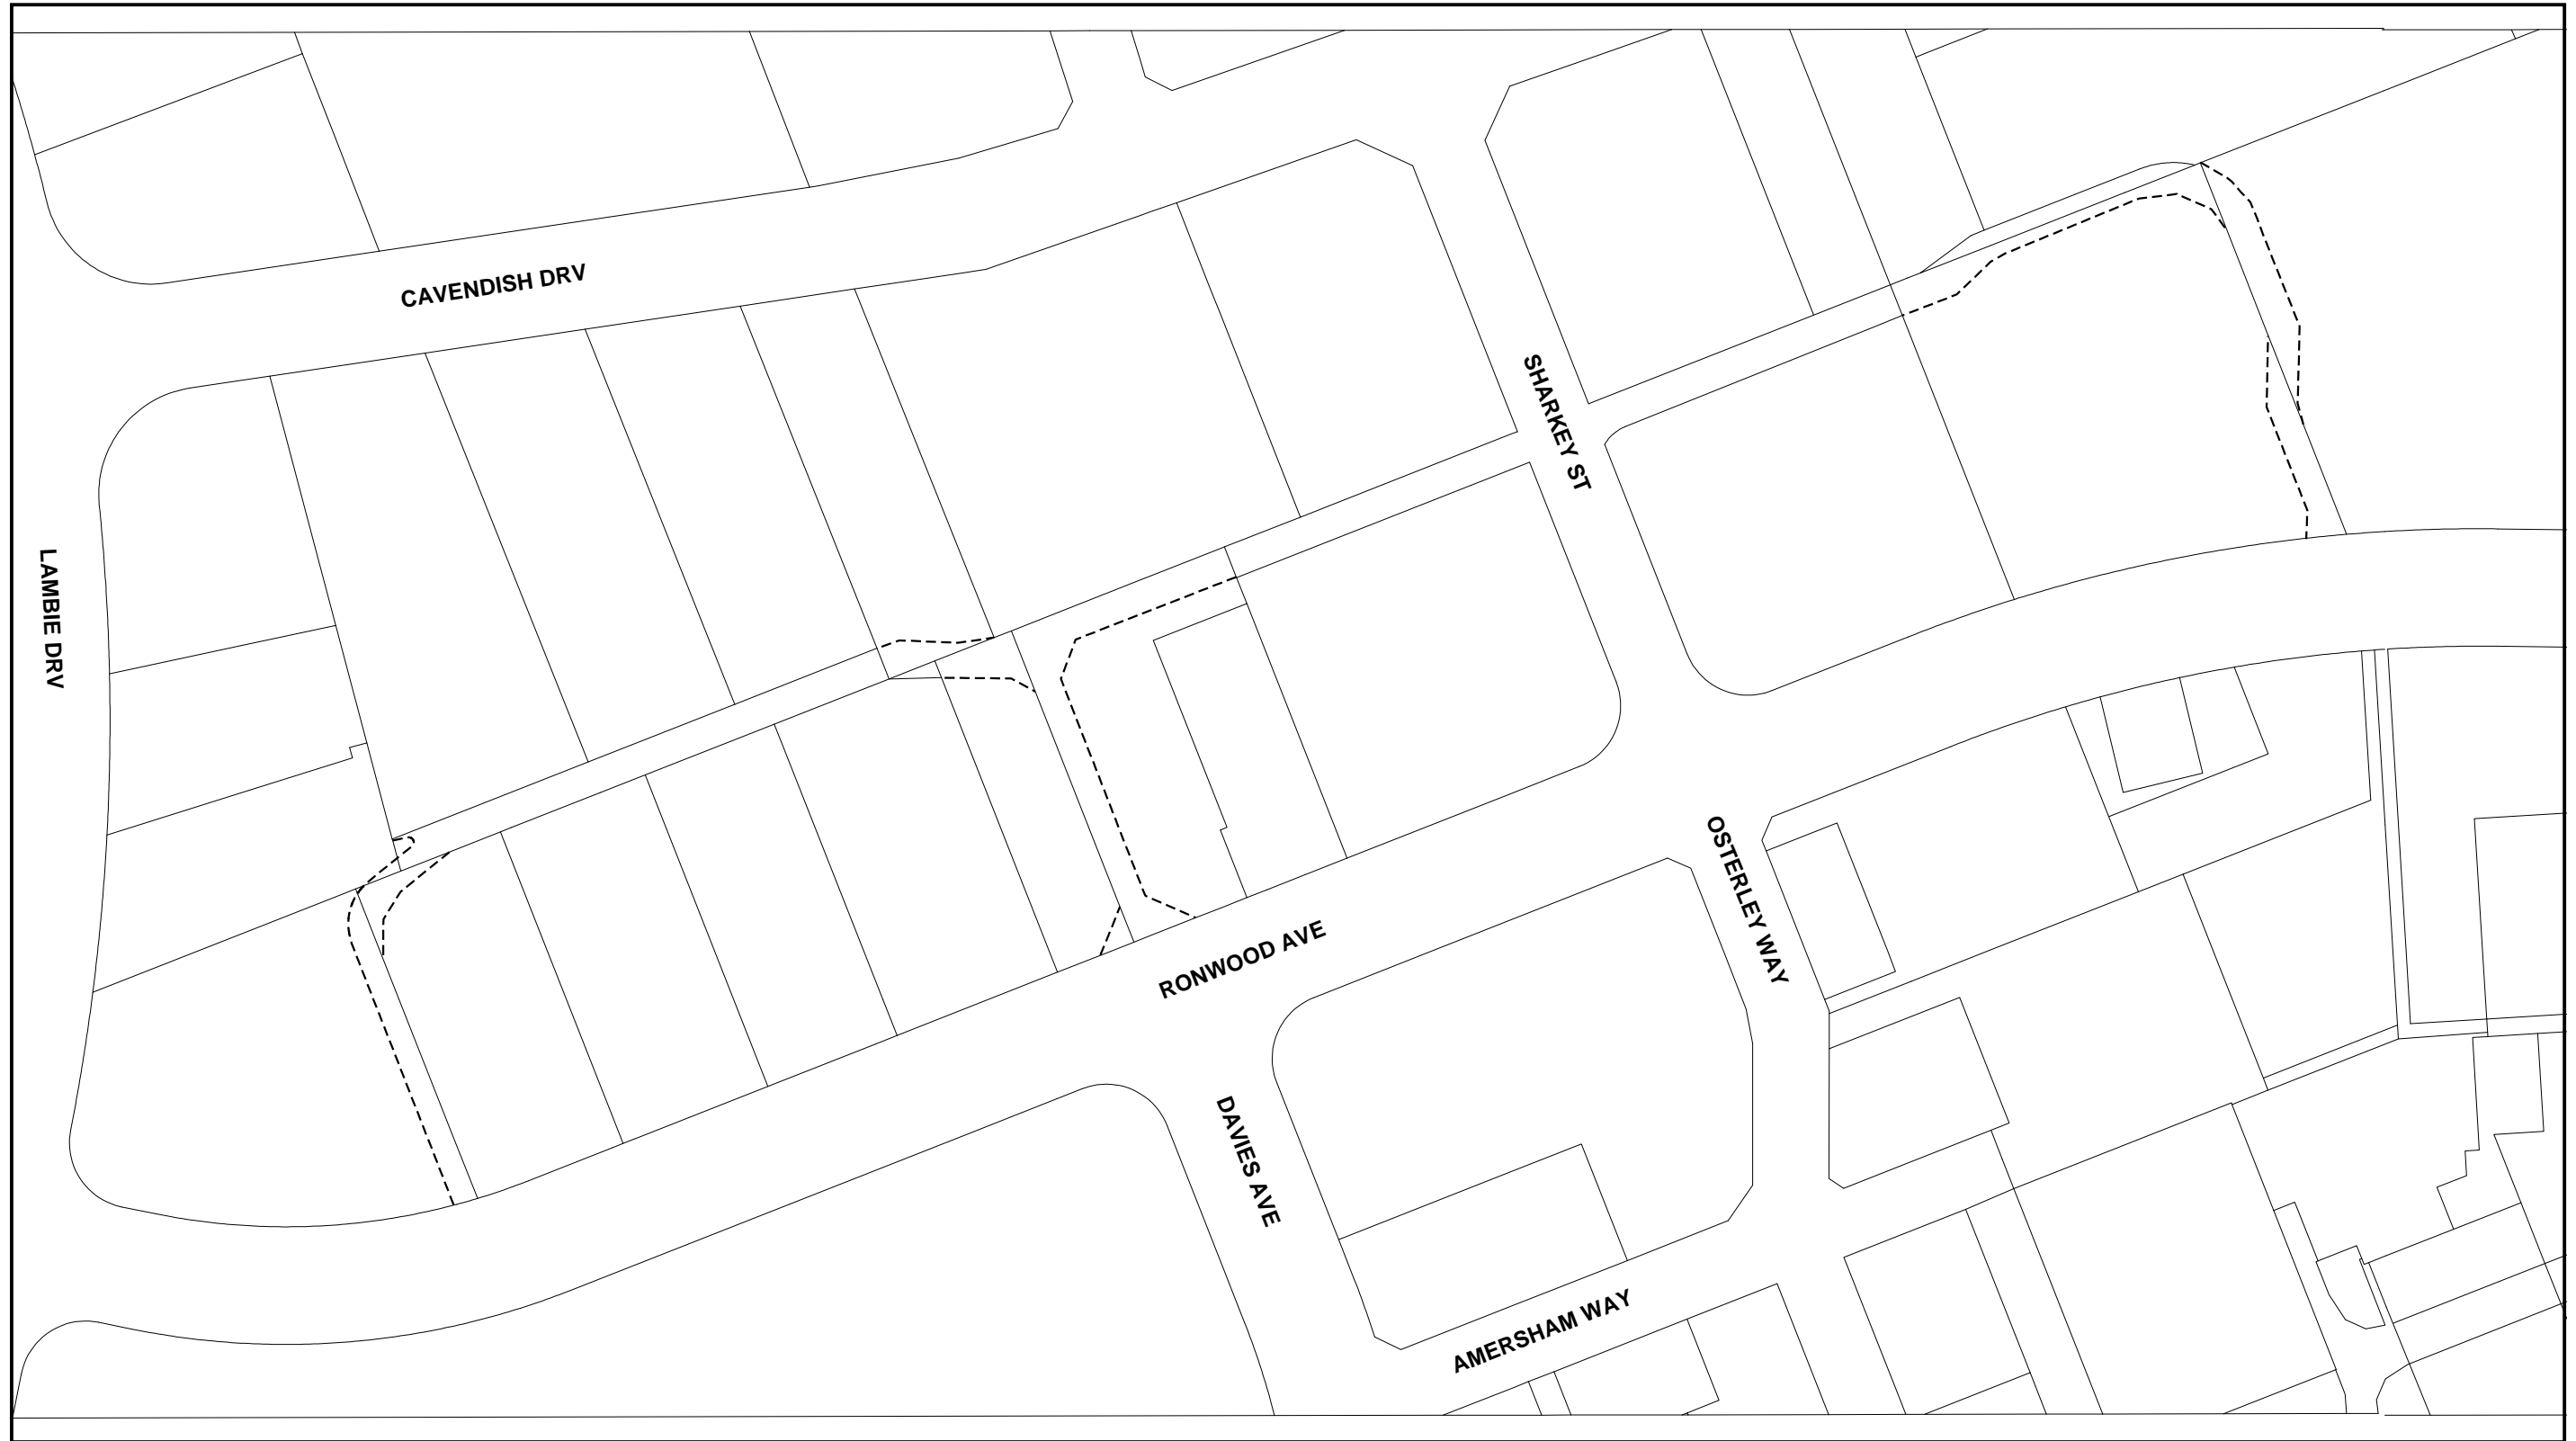 CAVENDISH DRV
SHARKEY ST
LAMBIE DRV
OSTERLEY WAY
RONWOOD AVE
DAVIES AVE
AMERSHAM WAY